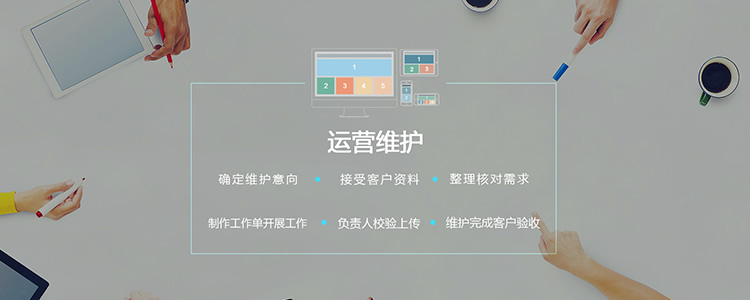 1
2 3 4 5
1
2 3
1
2
运营维护
确定维护意向 • 接受客户资料 • 整理核对需求
制作工作单开展工作 • 负责人校验上传 • 维护完成客户验收